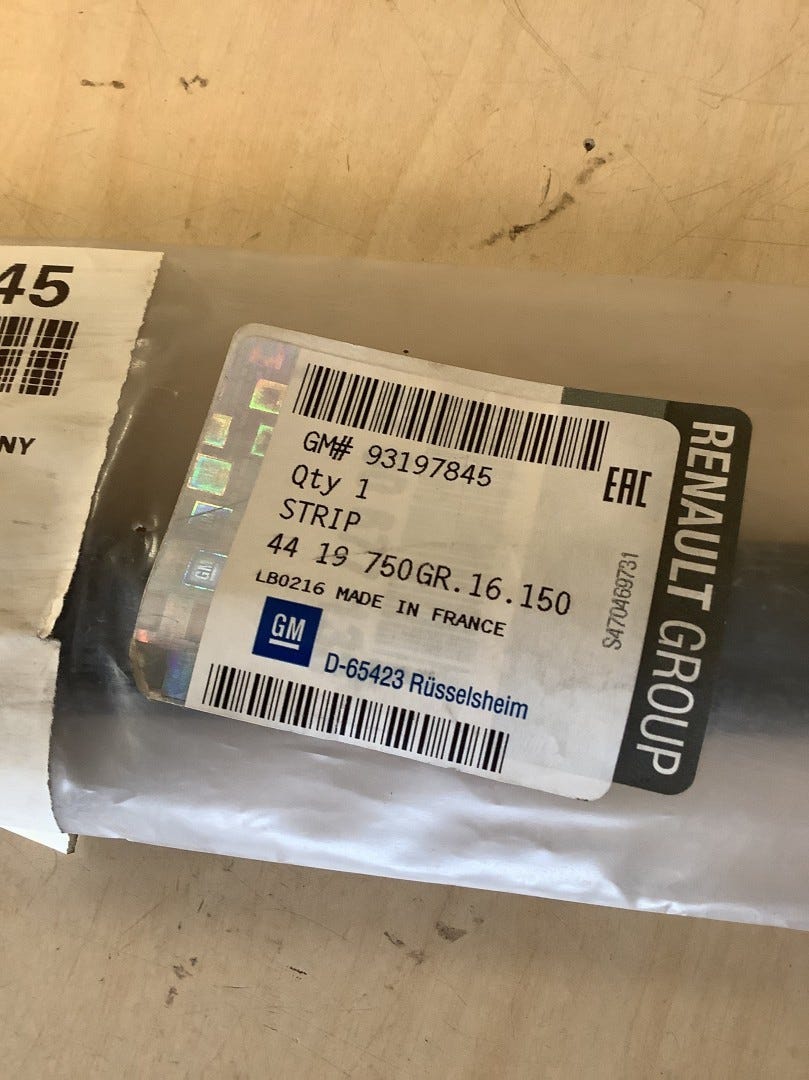 45
NY
GM# 93197845
Qty 1
STRIP
44 19 750GR.16.150
LB0216 MADE IN FRANCE
GM
D-65423 Rüsselsheim
EAC
S470469731
RENAULT GROUP
GM